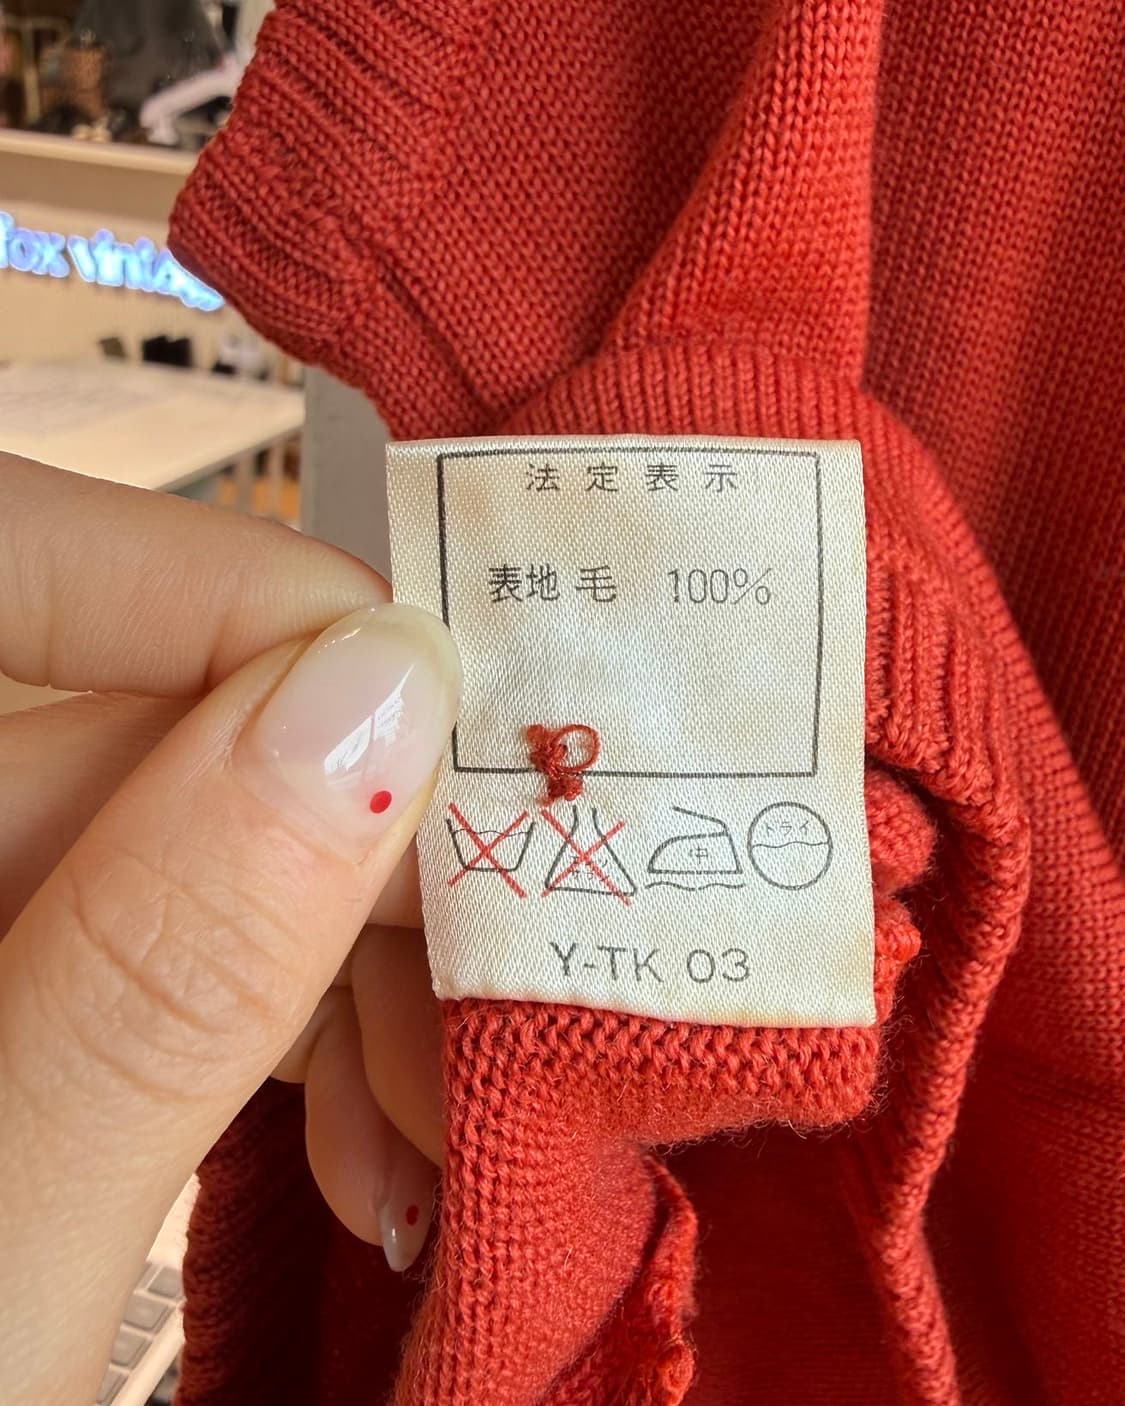 法定表示
表地 毛 100%
中
ドライ
Y-TK 03